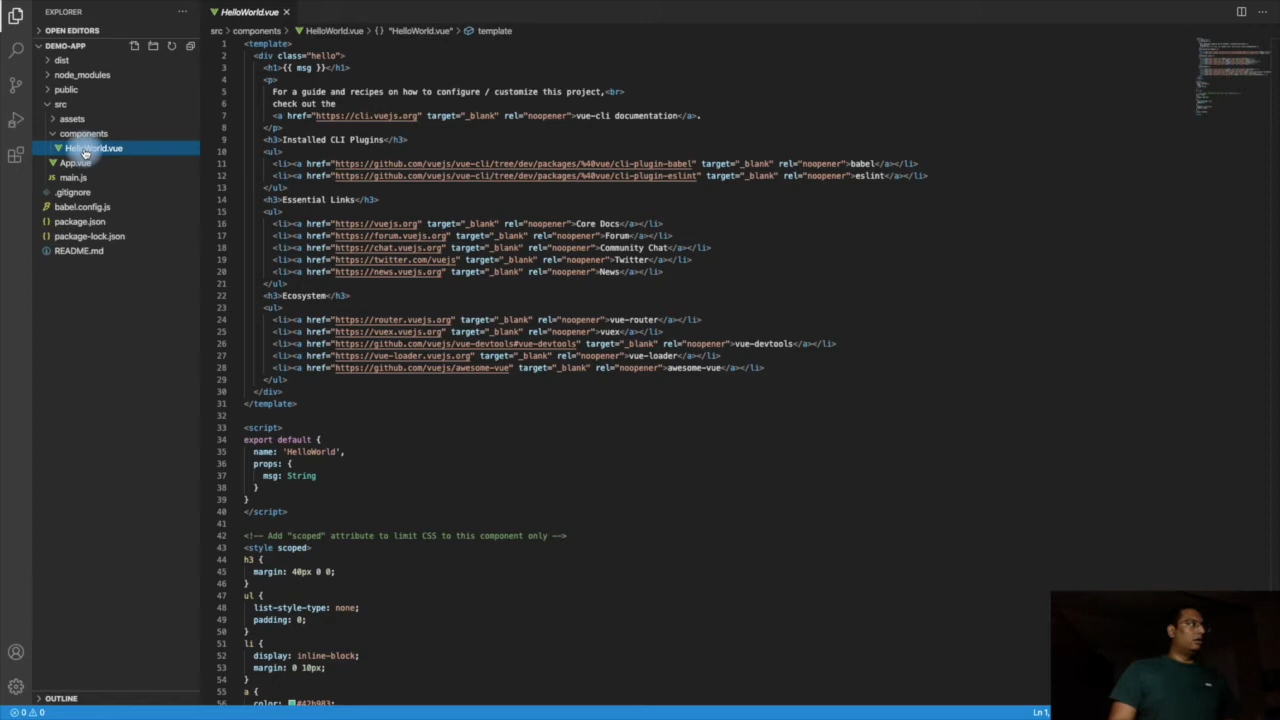 EXPLORER
HelloWorld.vue
OPEN EDITORS
DEMO-APP
dist
node_modules
public
src
assets
components
HelloWorld.vue
App.vue
main.js
.gitignore
babel.config.js
package.json
package-lock.json
README.md
OUTLINE
0 0
src > components > HelloWorld.vue > {} "HelloWorld.vue" > template
1 <template>
2 <div class="hello">
3 <h1>{{ msg }}</h1>
4 <p>
5 For a guide and recipes on how to configure / customize this project,<br>
6 check out the
7 <a href="https://cli.vuejs.org" target="_blank" rel="noopener">vue-cli documentation</a>.
8 </p>
9 <h3>Installed CLI Plugins</h3>
10 <ul>
11 <li><a href="https://github.com/vuejs/vue-cli/tree/dev/packages/%40vue/cli-plugin-babel" target="_blank" rel="noopener">babel</a></li>
12 <li><a href="https://github.com/vuejs/vue-cli/tree/dev/packages/%40vue/cli-plugin-eslint" target="_blank" rel="noopener">eslint</a></li>
13 </ul>
14 <h3>Essential Links</h3>
15 <ul>
16 <li><a href="https://vuejs.org" target="_blank" rel="noopener">Core Docs</a></li>
17 <li><a href="https://forum.vuejs.org" target="_blank" rel="noopener">Forum</a></li>
18 <li><a href="https://chat.vuejs.org" target="_blank" rel="noopener">Community Chat</a></li>
19 <li><a href="https://twitter.com/vuejs" target="_blank" rel="noopener">Twitter</a></li>
20 <li><a href="https://news.vuejs.org" target="_blank" rel="noopener">News</a></li>
21 </ul>
22 <h3>Ecosystem</h3>
23 <ul>
24 <li><a href="https://router.vuejs.org" target="_blank" rel="noopener">vue-router</a></li>
25 <li><a href="https://vuex.vuejs.org" target="_blank" rel="noopener">vuex</a></li>
26 <li><a href="https://github.com/vuejs/vue-devtools#vue-devtools" target="_blank" rel="noopener">vue-devtools</a></li>
27 <li><a href="https://vue-loader.vuejs.org" target="_blank" rel="noopener">vue-loader</a></li>
28 <li><a href="https://github.com/vuejs/awesome-vue" target="_blank" rel="noopener">awesome-vue</a></li>
29 </ul>
30 </div>
31 </template>
32
33 <script>
34 export default {
35 name: 'HelloWorld',
36 props: {
37 msg: String
38 }
39 }
40 </script>
41
42 <!-- Add "scoped" attribute to limit CSS to this component only -->
43 <style scoped>
44 h3 {
45 margin: 40px 0 0;
46 }
47 ul {
48 list-style-type: none;
49 padding: 0;
50 }
51 li {
52 display: inline-block;
53 margin: 0 10px;
54 }
55 a {
56 color: #42b983;
Ln 1,